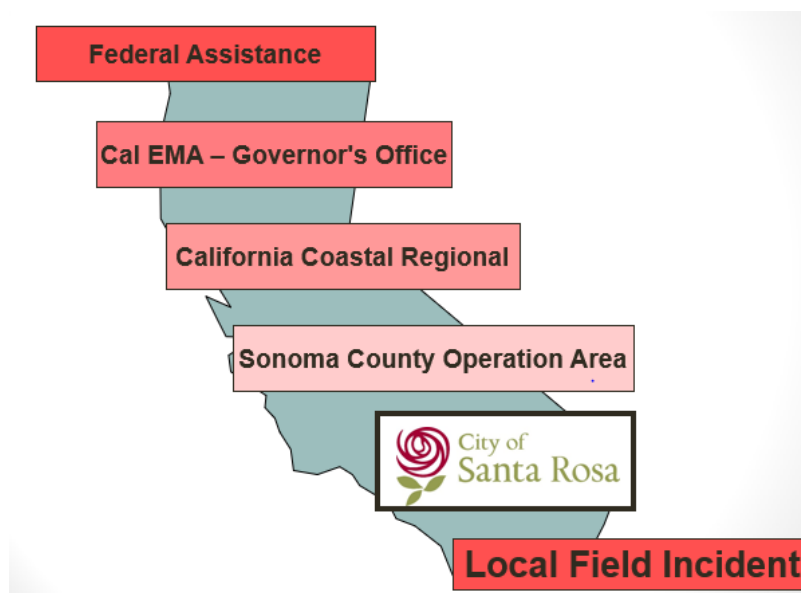 Federal Assistance
Cal EMA – Governor's Office
California Coastal Regional
Sonoma County Operation Area
City of
Santa Rosa
Local Field Incident